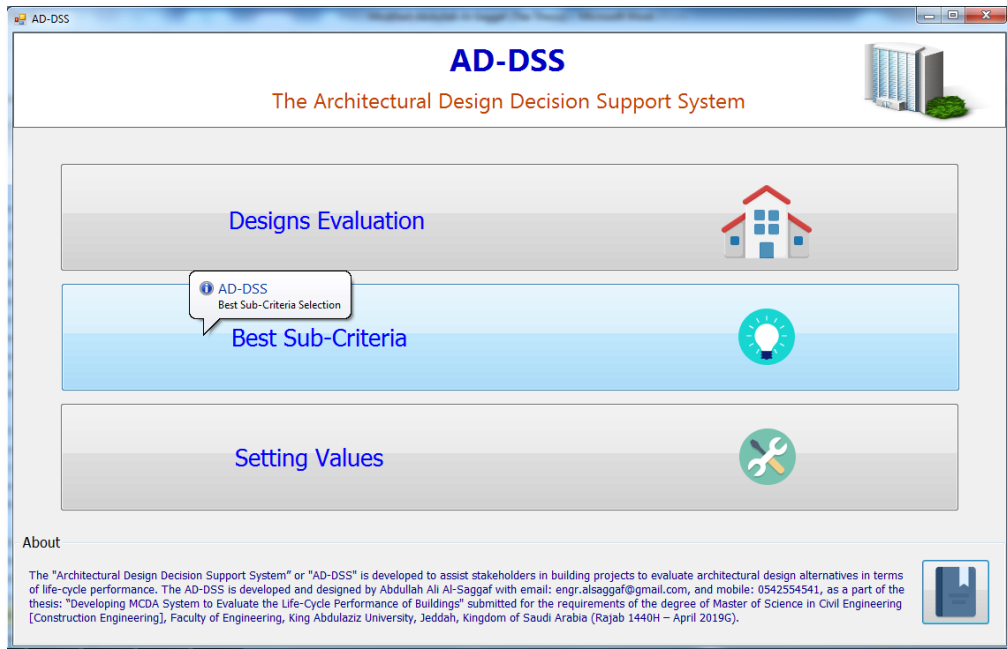 AD-DSS
AD-DSS
The Architectural Design Decision Support System
Designs Evaluation
AD-DSS
Best Sub-Criteria Selection
Best Sub-Criteria
Setting Values
About
The "Architectural Design Decision Support System” or "AD-DSS" is developed to assist stakeholders in building projects to evaluate architectural design alternatives in terms
of life-cycle performance. The AD-DSS is developed and designed by Abdullah Ali Al-Saggaf with email: engr.alsaggaf@gmail.com, and mobile: 0542554541, as a part of the
thesis: “Developing MCDA System to Evaluate the Life-Cycle Performance of Buildings" submitted for the requirements of the degree of Master of Science in Civil Engineering
[Construction Engineering], Faculty of Engineering, King Abdulaziz University, Jeddah, Kingdom of Saudi Arabia (Rajab 1440H – April 2019G).